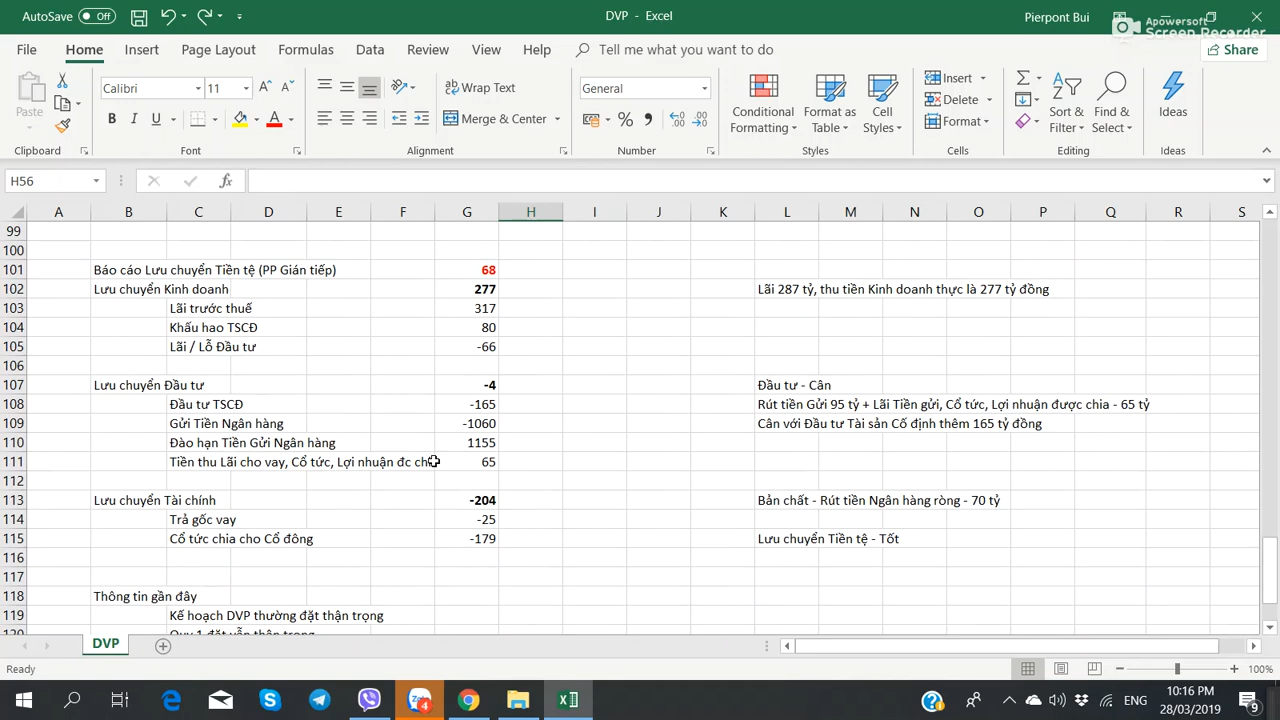 AutoSave Off
DVP - Excel
Pierpont Bui
Apowersoft
Screen Recorder
File Home Insert Page Layout Formulas Data Review View Help Tell me what you want to do Share
Paste
Calibri 11
Wrap Text
Merge & Center
General
Conditional Formatting
Format as Table
Cell Styles
Insert
Delete
Format
Sort & Filter
Find & Select
Ideas
Clipboard Font Alignment Number Styles Cells Editing Ideas
H56 fx
A B C D E F G H I J K L M N O P Q R S
99
100
101 Báo cáo Lưu chuyển Tiền tệ (PP Gián tiếp) 68
102 Lưu chuyển Kinh doanh 277 Lãi 287 tỷ, thu tiền Kinh doanh thực là 277 tỷ đồng
103 Lãi trước thuế 317
104 Khấu hao TSCĐ 80
105 Lãi / Lỗ Đầu tư -66
106
107 Lưu chuyển Đầu tư -4 Đầu tư - Cân
108 Đầu tư TSCĐ -165 Rút tiền Gửi 95 tỷ + Lãi Tiền gửi, Cổ tức, Lợi nhuận được chia - 65 tỷ
109 Gửi Tiền Ngân hàng -1060 Cân với Đầu tư Tài sản Cố định thêm 165 tỷ đồng
110 Đào hạn Tiền Gửi Ngân hàng 1155
111 Tiền thu Lãi cho vay, Cổ tức, Lợi nhuận đc 65
112
113 Lưu chuyển Tài chính -204 Bản chất - Rút tiền Ngân hàng ròng - 70 tỷ
114 Trả gốc vay -25
115 Cổ tức chia cho Cổ đông -179 Lưu chuyển Tiền tệ - Tốt
116
117
118 Thông tin gần đây
119 Kế hoạch DVP thường đặt thận trọng
120 Quy 1 đặt vẫn thận trọng
DVP
Ready 100%
ENG
10:16 PM
28/03/2019